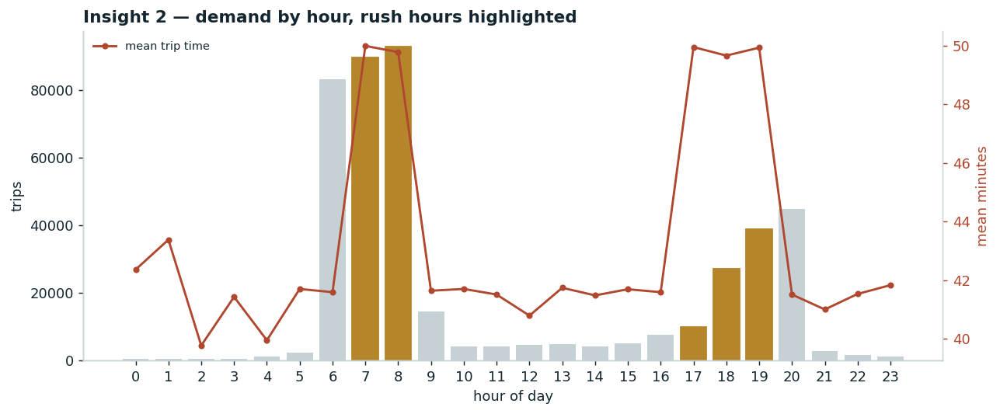 Insight 2 — demand by hour, rush hours highlighted
mean trip time
80000
60000
40000
20000
0
trips
50
48
46
44
42
40
mean minutes
0 1 2 3 4 5 6 7 8 9 10 11 12 13 14 15 16 17 18 19 20 21 22 23
hour of day